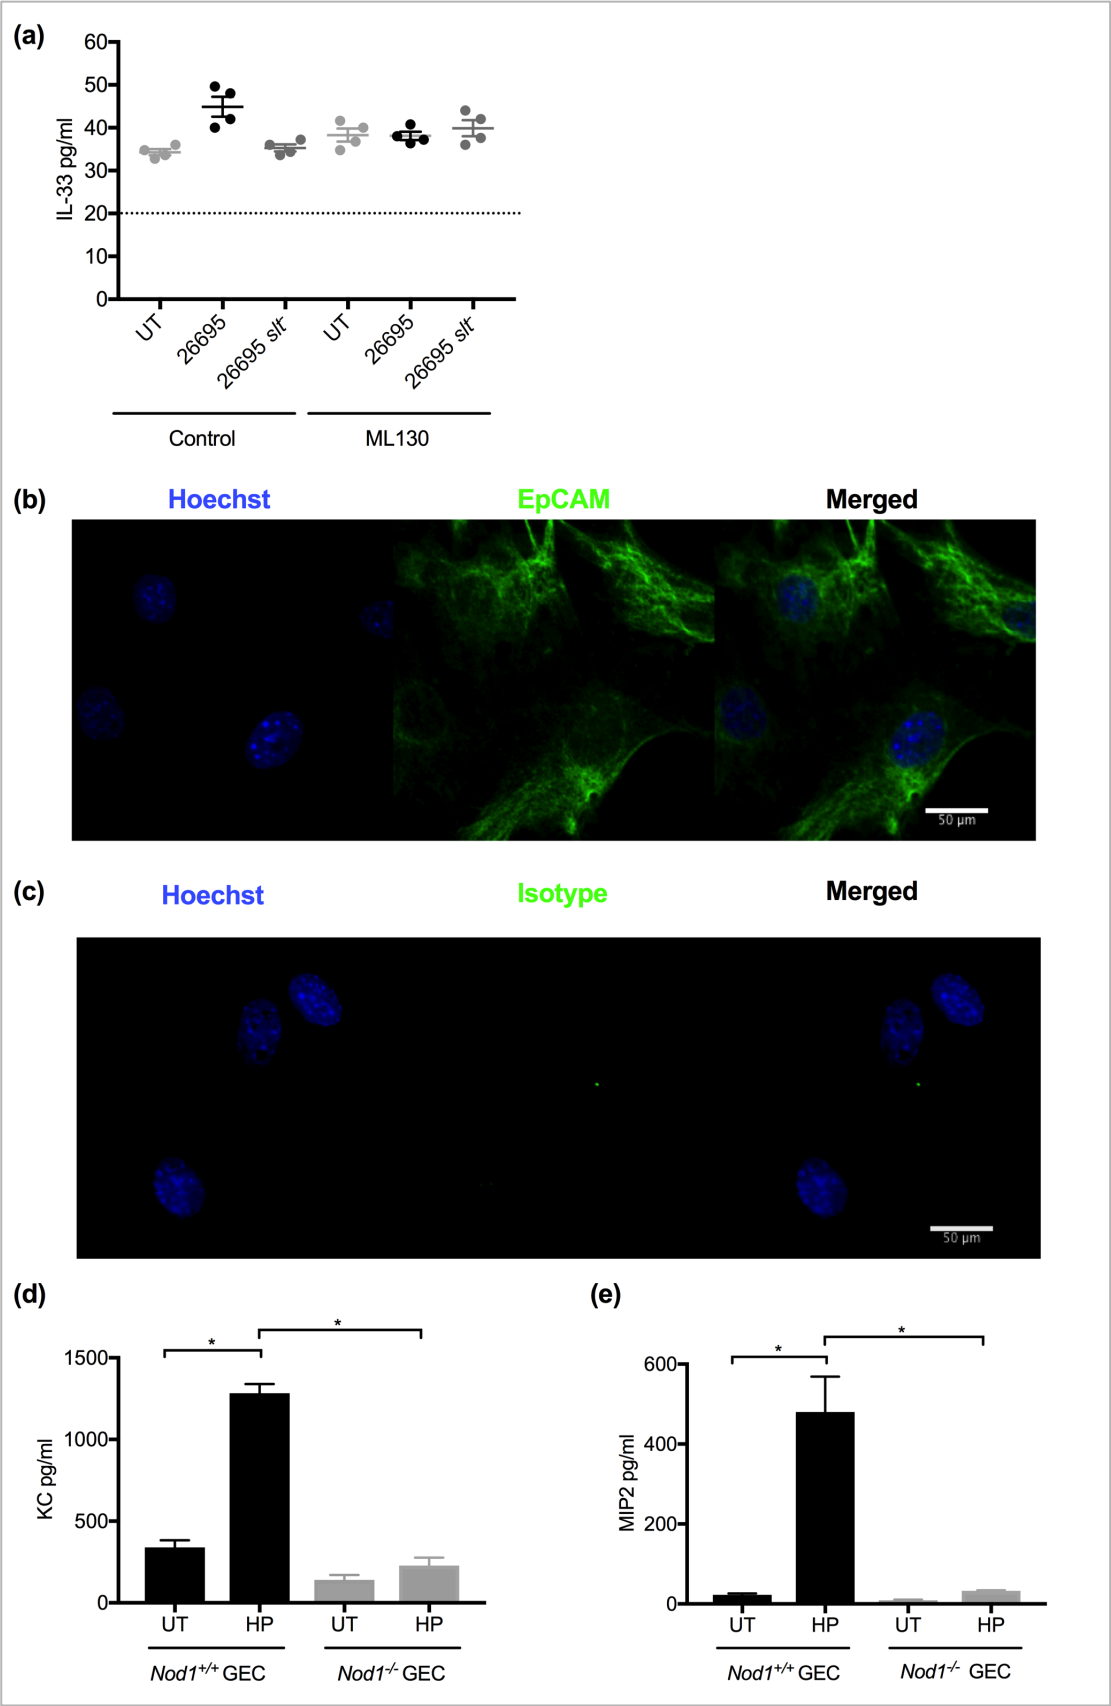 (a)
IL-33 pg/ml
60
50
40
30
20
10
0
UT
26695
26695 slt-
UT
26695
26695 slt-
Control
ML130
(b)
Hoechst
EpCAM
Merged
50 µm
(c)
Hoechst
Isotype
Merged
50 µm
(d)
KC pg/ml
1500
1000
500
0
*
*
UT
HP
UT
HP
Nod1+/+ GEC
Nod1-/- GEC
(e)
MIP2 pg/ml
600
400
200
0
*
*
UT
HP
UT
HP
Nod1+/+ GEC
Nod1-/- GEC